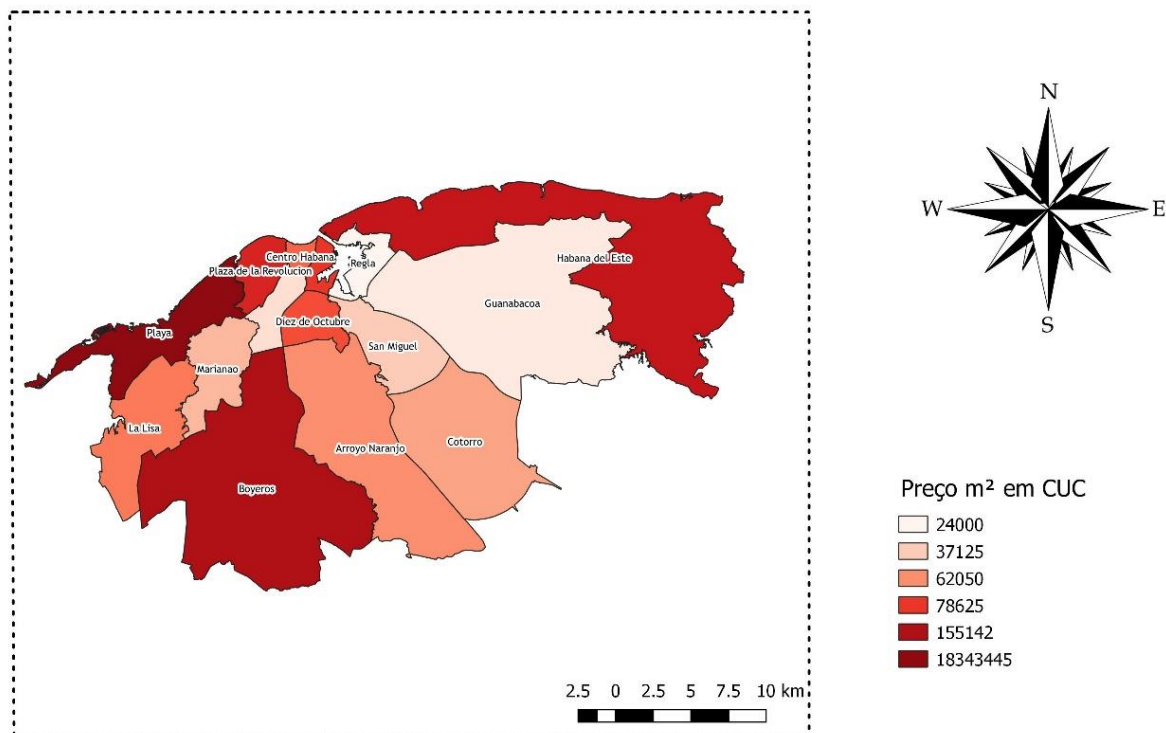 N
W
E
S
Centro Habana
Regla
Plaza de la Revolucion
Habana del Este
Guanabacoa
Diez de Octubre
Playa
San Miguel
Marianao
La Lisa
Arroyo Naranjo
Cotorro
Boyeros
Preço m² em CUC
24000
37125
62050
78625
155142
18343445
2.5 0 2.5 5 7.5 10 km